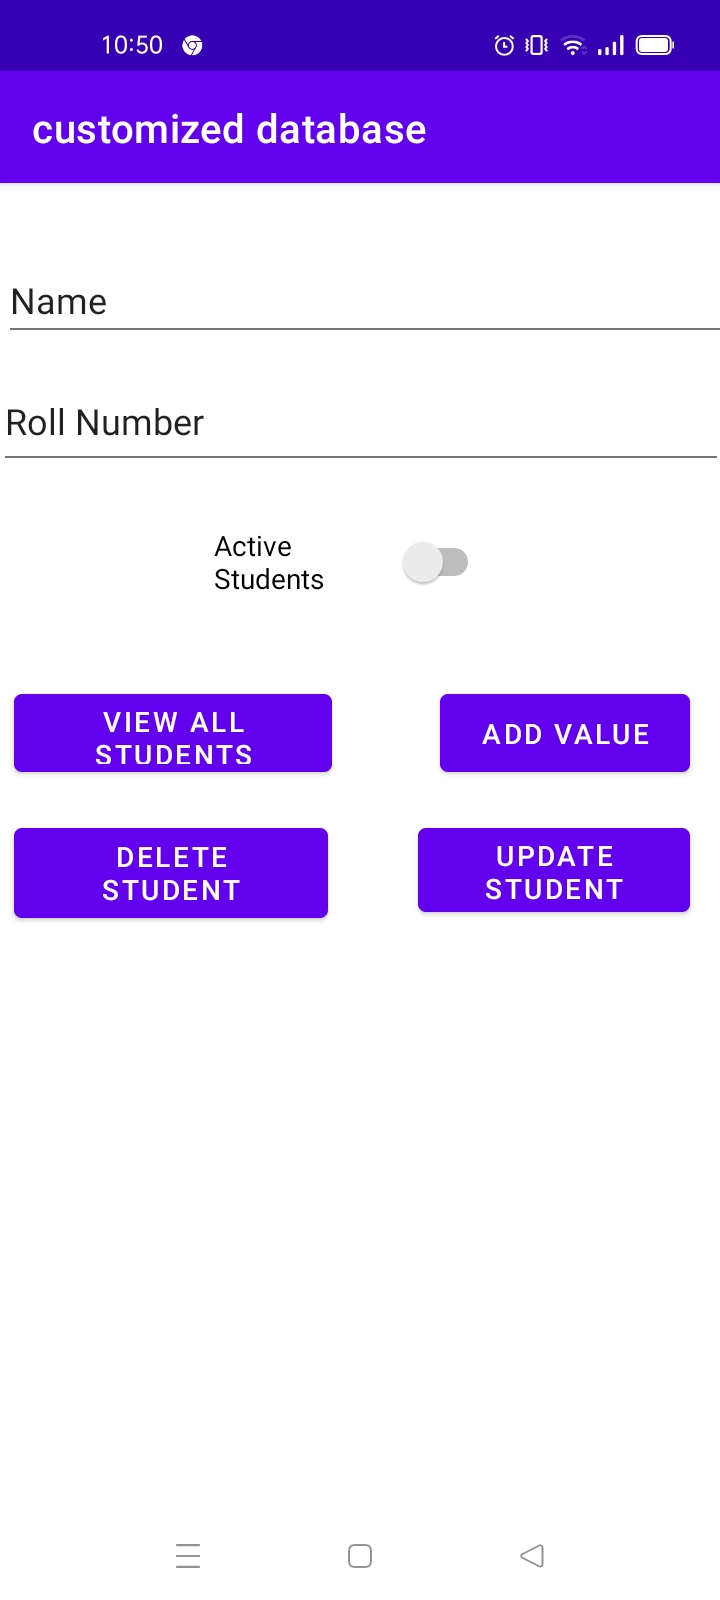 10:50
customized database
Name
Roll Number
Active
Students
VIEW ALL
STUDENTS
ADD VALUE
DELETE
STUDENT
UPDATE
STUDENT